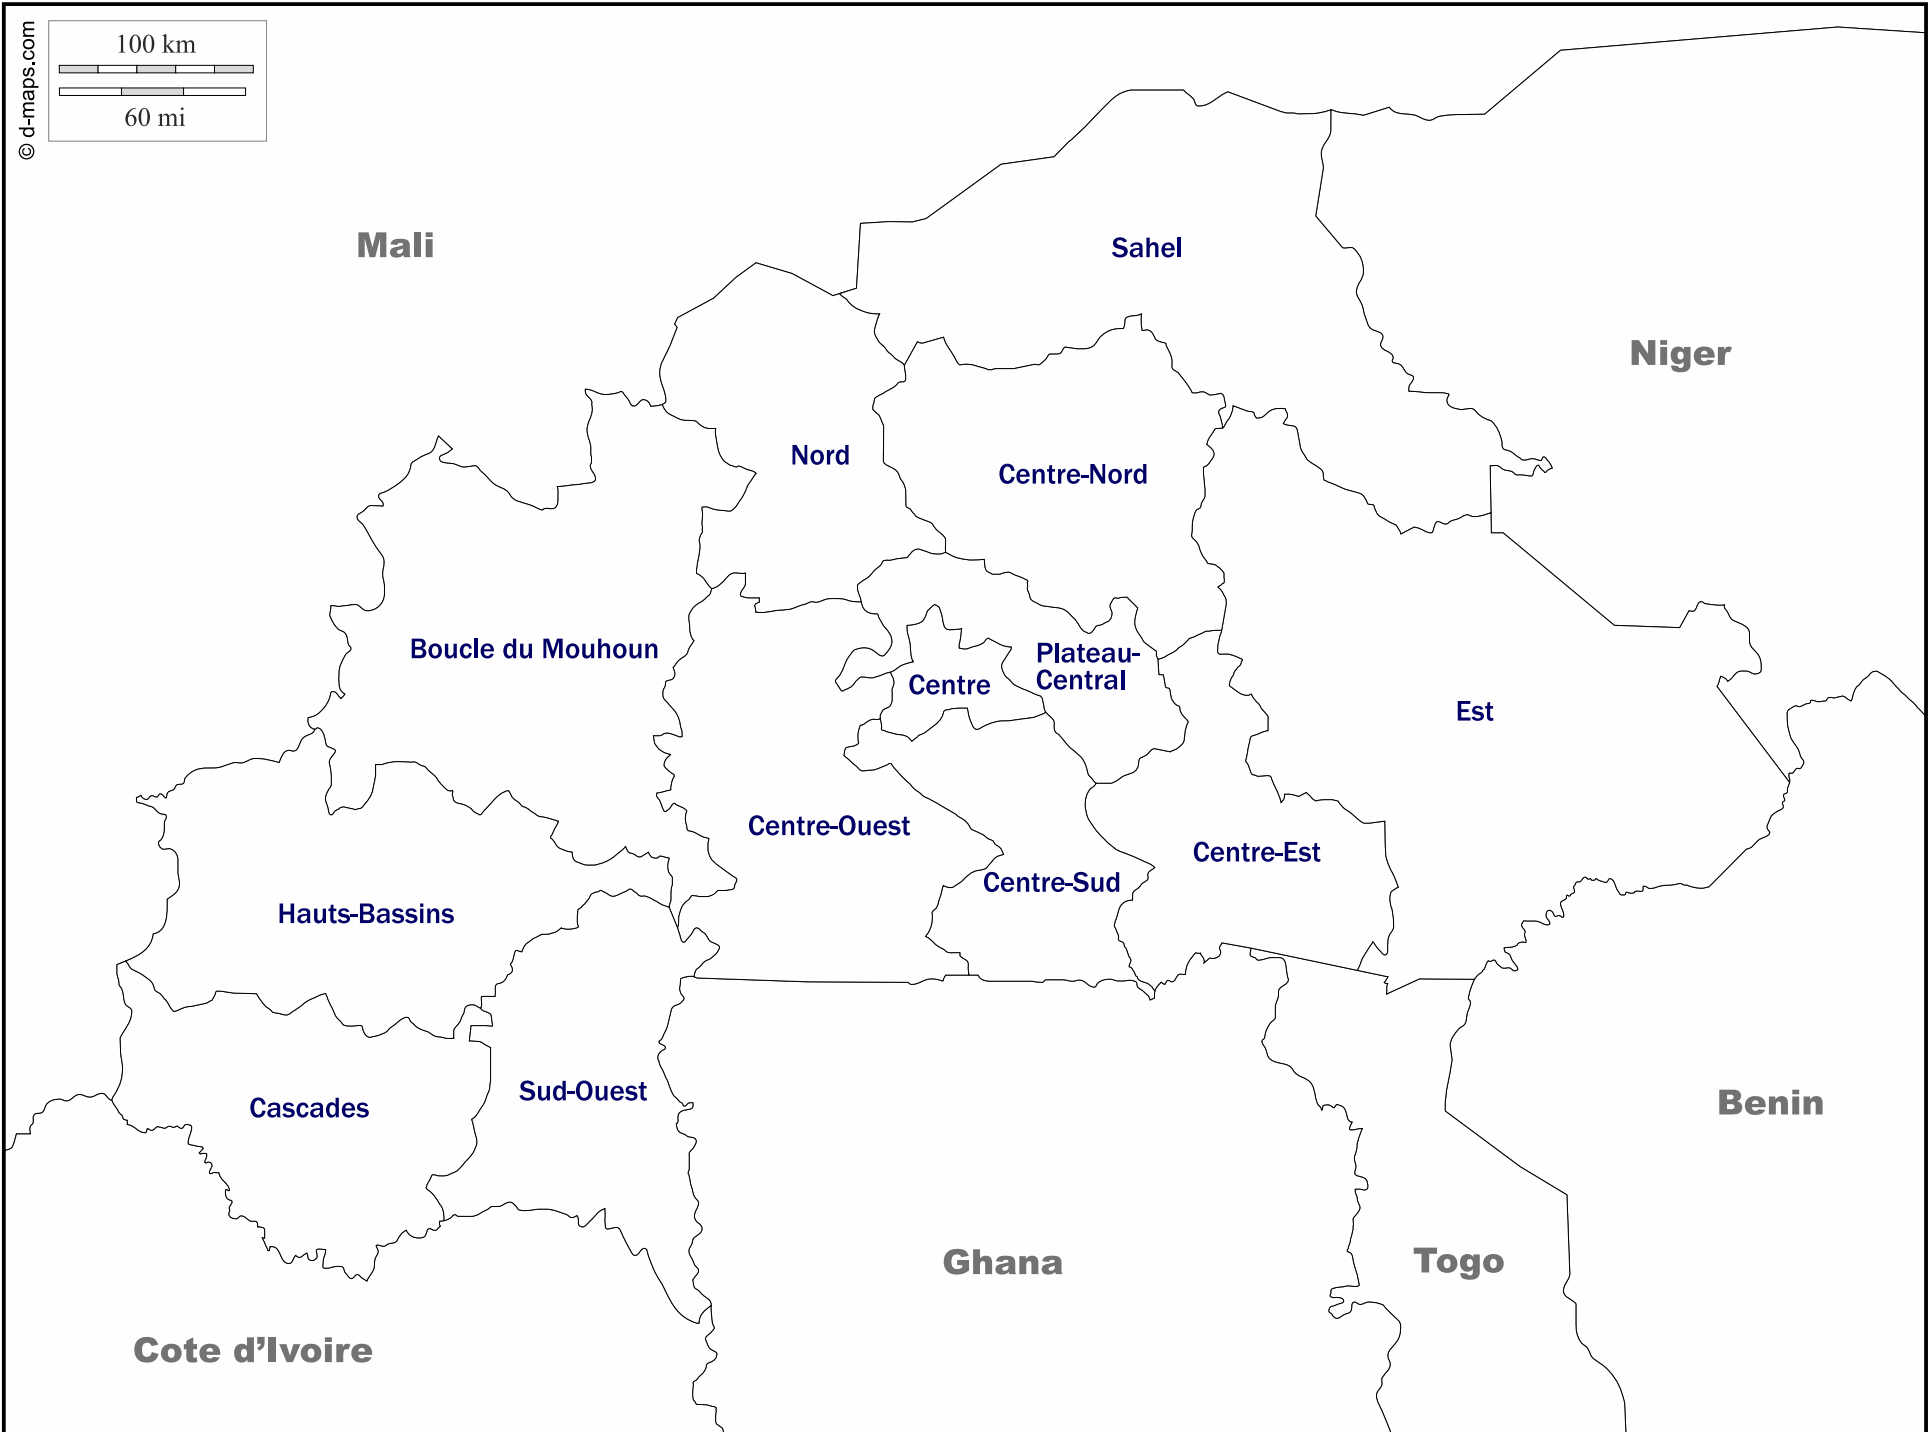 © d-maps.com
100 km
60 mi
Mali
Sahel
Niger
Nord
Centre-Nord
Boucle du Mouhoun
Plateau-
Central
Centre
Est
Centre-Ouest
Centre-Est
Centre-Sud
Hauts-Bassins
Sud-Ouest
Cascades
Benin
Ghana
Togo
Cote d’Ivoire